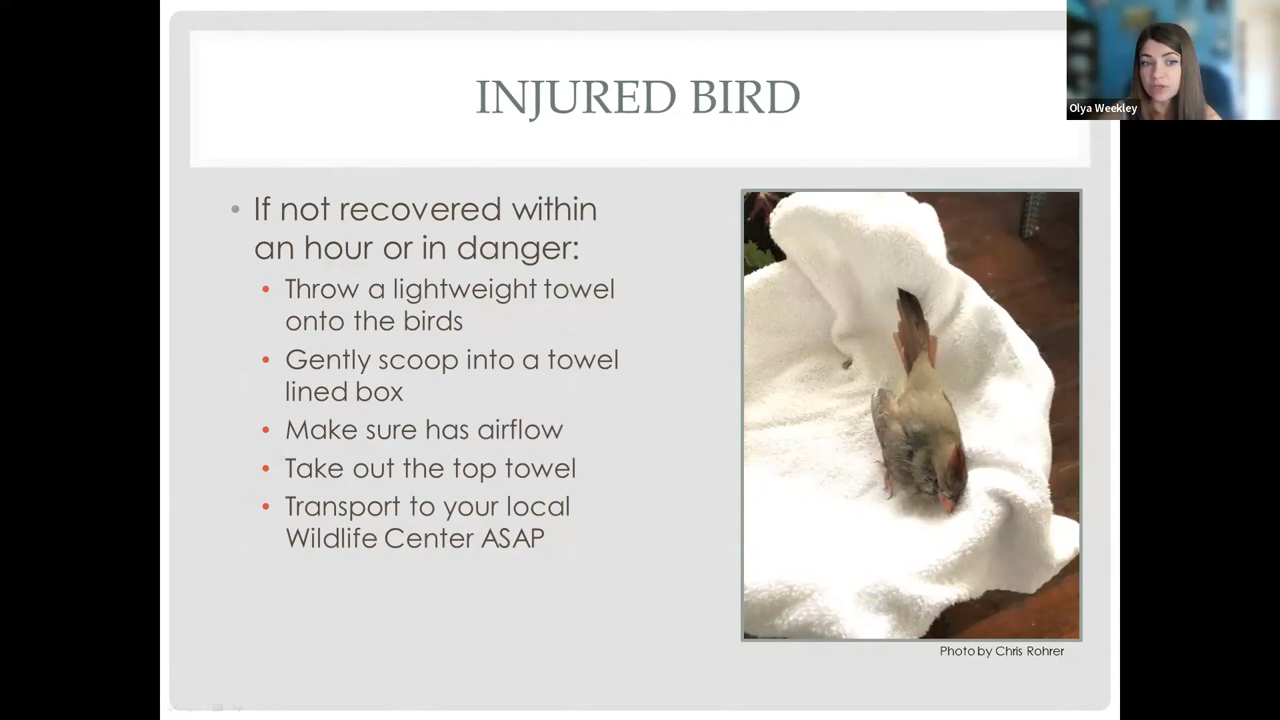 INJURED BIRD
Olya Weekley
• If not recovered within
an hour or in danger:
• Throw a lightweight towel
onto the birds
• Gently scoop into a towel
lined box
• Make sure has airflow
• Take out the top towel
• Transport to your local
Wildlife Center ASAP
Photo by Chris Rohrer